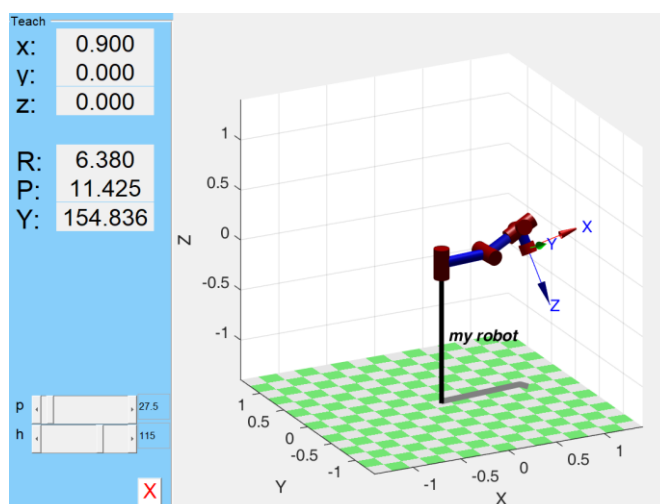 Teach
x: 0.900
y: 0.000
z: 0.000
R: 6.380
P: 11.425
Y: 154.836
p 27.5
h 115
X
1
0.5
0
-0.5
-1
Z
X
Y
Z
my robot
1
0.5
0
-0.5
-1
Y
-1
-0.5
0
0.5
1
X